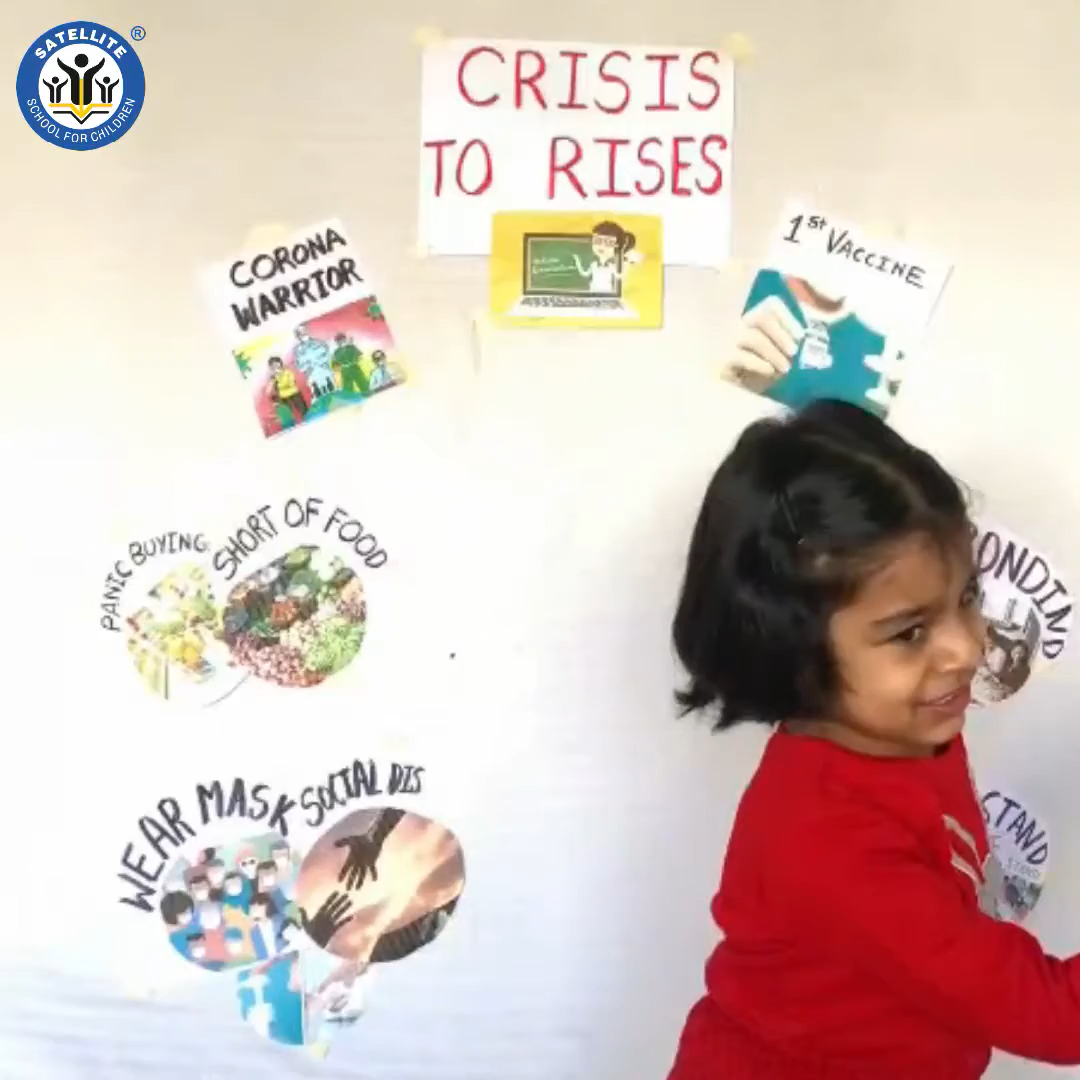 SATELLITE
SCHOOL FOR CHILDREN
®
CRISIS
TO RISES
CORONA
WARRIOR
1st VACCINE
PANIC BUYING
SHORT OF FOOD
ONDING
WEAR MASK
SOCIAL DIS
STAND